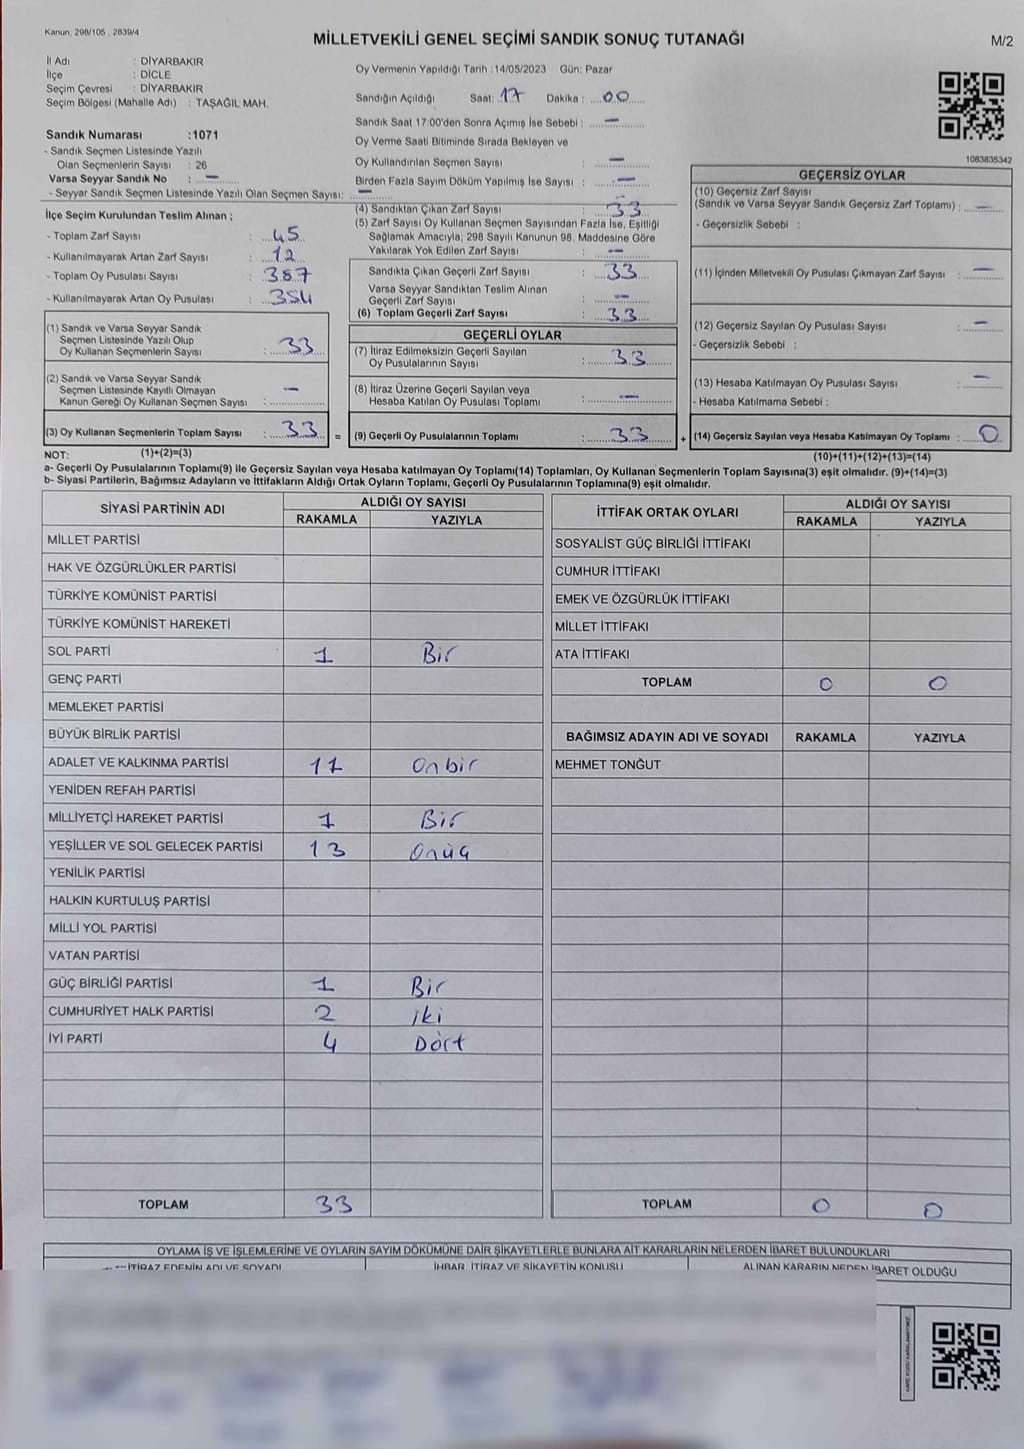 Kanun; 298/105 , 2839/4
MİLLETVEKİLİ GENEL SEÇİMİ SANDIK SONUÇ TUTANAĞI
M/2
İl Adı : DİYARBAKIR
İlçe : DİCLE
Seçim Çevresi : DİYARBAKIR
Seçim Bölgesi (Mahalle Adı) : TAŞAĞIL MAH.
Sandık Numarası :1071
- Sandık Seçmen Listesinde Yazılı
Olan Seçmenlerin Sayısı : 26
Varsa Seyyar Sandık No : —
- Seyyar Sandık Seçmen Listesinde Yazılı Olan Seçmen Sayısı: —
Oy Vermenin Yapıldığı Tarih :14/05/2023 Gün: Pazar
Sandığın Açıldığı Saat: 17 Dakika : 00
Sandık Saat 17:00'den Sonra Açımış İse Sebebi : —
Oy Verme Saati Bitiminde Sırada Bekleyen ve
Oy Kullandırılan Seçmen Sayısı : —
Birden Fazla Sayım Döküm Yapılmış İse Sayısı : —
1083835342
İlçe Seçim Kurulundan Teslim Alınan ;
- Toplam Zarf Sayısı : 45
- Kullanılmayarak Artan Zarf Sayısı : 12
- Toplam Oy Pusulası Sayısı : 387
- Kullanılmayarak Artan Oy Pusulası : 354
(1) Sandık ve Varsa Seyyar Sandık
Seçmen Listesinde Yazılı Olup
Oy Kullanan Seçmenlerin Sayısı : 33
(2) Sandık ve Varsa Seyyar Sandık
Seçmen Listesinde Kayıtlı Olmayan
Kanun Gereği Oy Kullanan Seçmen Sayısı : —
(3) Oy Kullanan Seçmenlerin Toplam Sayısı : 33
(4) Sandıktan Çıkan Zarf Sayısı : 33
(5) Zarf Sayısı Oy Kullanan Seçmen Sayısından Fazla İse, Eşitliği
Sağlamak Amacıyla; 298 Sayılı Kanunun 98. Maddesine Göre
Yakılarak Yok Edilen Zarf Sayısı : —
Sandıkta Çıkan Geçerli Zarf Sayısı : 33
Varsa Seyyar Sandıktan Teslim Alınan
Geçerli Zarf Sayısı : —
(6) Toplam Geçerli Zarf Sayısı : 33
GEÇERLİ OYLAR
(7) İtiraz Edilmeksizin Geçerli Sayılan
Oy Pusulalarının Sayısı : 33
(8) İtiraz Üzerine Geçerli Sayılan veya
Hesaba Katılan Oy Pusulası Toplamı : —
= (9) Geçerli Oy Pusulalarının Toplamı : 33
GEÇERSİZ OYLAR
(10) Geçersiz Zarf Sayısı
(Sandık ve Varsa Seyyar Sandık Geçersiz Zarf Toplamı) : —
- Geçersizlik Sebebi :
(11) İçinden Milletvekili Oy Pusulası Çıkmayan Zarf Sayısı : —
(12) Geçersiz Sayılan Oy Pusulası Sayısı : —
- Geçersizlik Sebebi :
(13) Hesaba Katılmayan Oy Pusulası Sayısı : —
- Hesaba Katılmama Sebebi :
+ (14) Geçersiz Sayılan veya Hesaba Katılmayan Oy Toplamı : 0
NOT: (1)+(2)=(3) (10)+(11)+(12)+(13)=(14)
a- Geçerli Oy Pusulalarının Toplamı(9) ile Geçersiz Sayılan veya Hesaba katılmayan Oy Toplamı(14) Toplamları, Oy Kullanan Seçmenlerin Toplam Sayısına(3) eşit olmalıdır. (9)+(14)=(3)
b- Siyasi Partilerin, Bağımsız Adayların ve İttifakların Aldığı Ortak Oyların Toplamı, Geçerli Oy Pusulalarının Toplamına(9) eşit olmalıdır.
SİYASİ PARTİNİN ADI ALDIĞI OY SAYISI
RAKAMLA YAZIYLA
MİLLET PARTİSİ
HAK VE ÖZGÜRLÜKLER PARTİSİ
TÜRKİYE KOMÜNİST PARTİSİ
TÜRKİYE KOMÜNİST HAREKETİ
SOL PARTİ 1 Bir
GENÇ PARTİ
MEMLEKET PARTİSİ
BÜYÜK BİRLİK PARTİSİ
ADALET VE KALKINMA PARTİSİ 11 Onbir
YENİDEN REFAH PARTİSİ
MİLLİYETÇİ HAREKET PARTİSİ 1 Bir
YEŞİLLER VE SOL GELECEK PARTİSİ 13 Onüç
YENİLİK PARTİSİ
HALKIN KURTULUŞ PARTİSİ
MİLLİ YOL PARTİSİ
VATAN PARTİSİ
GÜÇ BİRLİĞİ PARTİSİ 1 Bir
CUMHURİYET HALK PARTİSİ 2 iki
İYİ PARTİ 4 Dört
TOPLAM 33
İTTİFAK ORTAK OYLARI ALDIĞI OY SAYISI
RAKAMLA YAZIYLA
SOSYALİST GÜÇ BİRLİĞİ İTTİFAKI
CUMHUR İTTİFAKI
EMEK VE ÖZGÜRLÜK İTTİFAKI
MİLLET İTTİFAKI
ATA İTTİFAKI
TOPLAM 0 0
BAĞIMSIZ ADAYIN ADI VE SOYADI RAKAMLA YAZIYLA
MEHMET TONĞUT
TOPLAM 0 0
OYLAMA İŞ VE İŞLEMLERİNE VE OYLARIN SAYIM DÖKÜMÜNE DAİR ŞİKAYETLERLE BUNLARA AİT KARARLARIN NELERDEN İBARET BULUNDUKLARI
İTİRAZ EDENİN ADI VE SOYADI İHBAR, İTİRAZ VE ŞİKAYETİN KONUSU ALINAN KARARIN NEDEN İBARET OLDUĞU